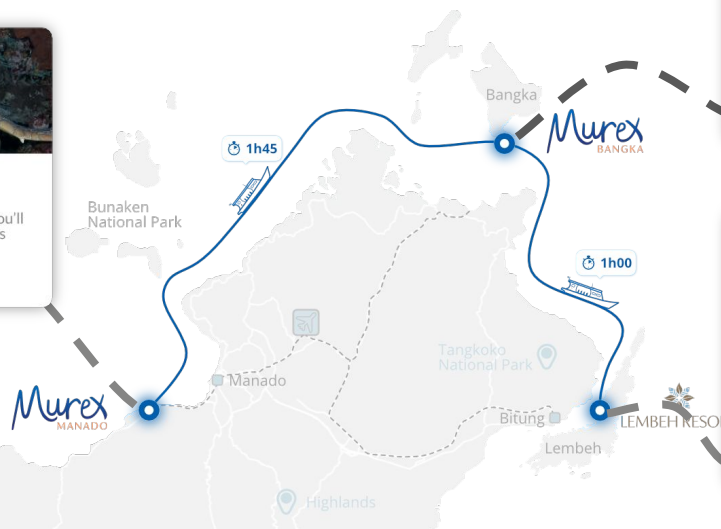 Bangka
Murex
BANGKA
1h45
ou'll
s
Bunaken
National Park
1h00
Tangkoko
National Park
Manado
Murex
MANADO
Bitung
LEMBEH RESO
Lembeh
Highlands